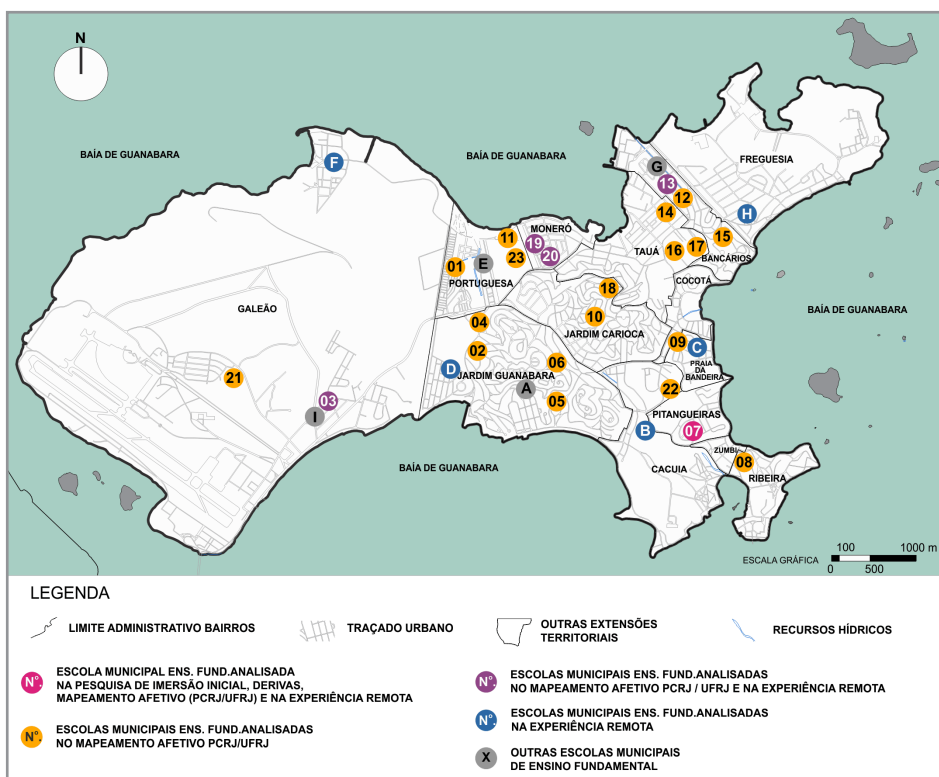 N
BAÍA DE GUANABARA
BAÍA DE GUANABARA
F
G
FREGUESIA
13
12
14
H
11
MONERÓ
19
20
15
TAUÁ
16
17
BANCÁRIOS
01
E
23
PORTUGUESA
COCOTÁ
18
GALEÃO
BAÍA DE GUANABARA
04
10
JARDIM CARIOCA
02
09
C
PRAIA
DA
BANDEIRA
06
D
JARDIM GUANABARA
21
A
22
03
05
I
PITANGUEIRAS
B
07
BAÍA DE GUANABARA
ZUMBI
CACUIA
08
RIBEIRA
ESCALA GRÁFICA
100
1000 m
0
500
LEGENDA
LIMITE ADMINISTRATIVO BAIRROS
TRAÇADO URBANO
OUTRAS EXTENSÕES
TERRITORIAIS
RECURSOS HÍDRICOS
Nº.
ESCOLA MUNICIPAL ENS. FUND.ANALISADA
NA PESQUISA DE IMERSÃO INICIAL, DERIVAS,
MAPEAMENTO AFETIVO (PCRJ/UFRJ) E NA EXPERIÊNCIA REMOTA
Nº.
ESCOLAS MUNICIPAIS ENS. FUND.ANALISADAS
NO MAPEAMENTO AFETIVO PCRJ/UFRJ
Nº.
ESCOLAS MUNICIPAIS ENS. FUND.ANALISADAS
NO MAPEAMENTO AFETIVO PCRJ / UFRJ E NA EXPERIÊNCIA REMOTA
Nº.
ESCOLAS MUNICIPAIS ENS. FUND.ANALISADAS
NA EXPERIÊNCIA REMOTA
X
OUTRAS ESCOLAS MUNICIPAIS
DE ENSINO FUNDAMENTAL